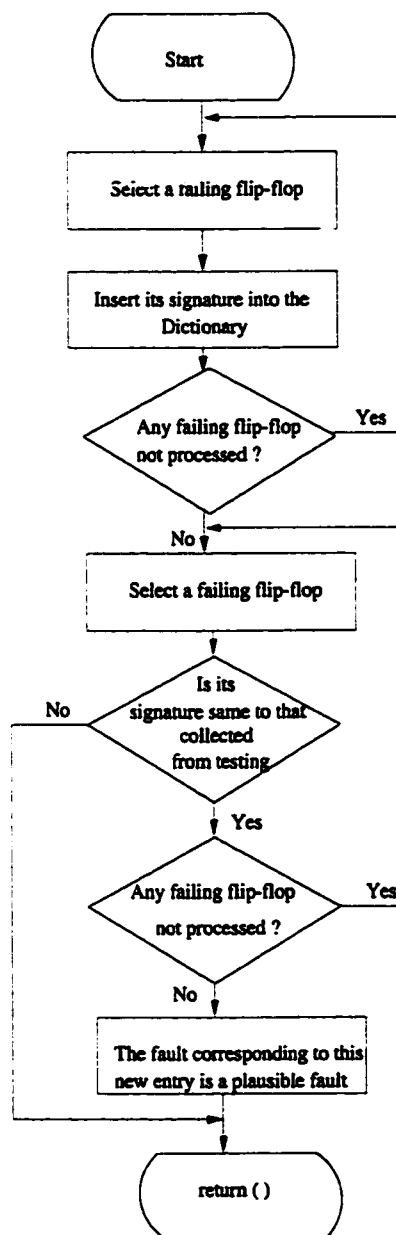 Start
Select a failing flip-flop
Insert its signature into the
Dictionary
Any failing flip-flop
not processed ?
Yes
No
Select a failing flip-flop
Is its
signature same to that
collected
from testing
No
Yes
Any failing flip-flop
not processed ?
Yes
No
The fault corresponding to this
new entry is a plausible fault
return ( )